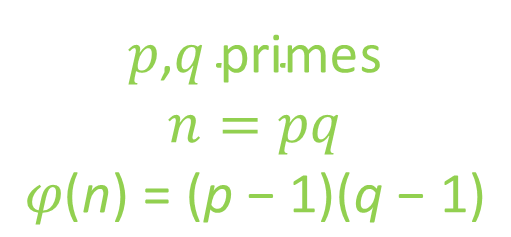 p,q primes
n = pq
φ(n) = (p − 1)(q − 1)